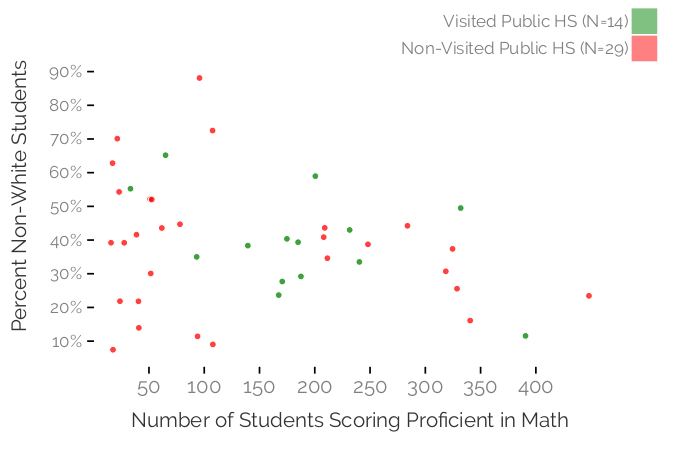 Visited Public HS (N=14)
Non-Visited Public HS (N=29)
Percent Non-White Students
90%
80%
70%
60%
50%
40%
30%
20%
10%
50 100 150 200 250 300 350 400
Number of Students Scoring Proficient in Math